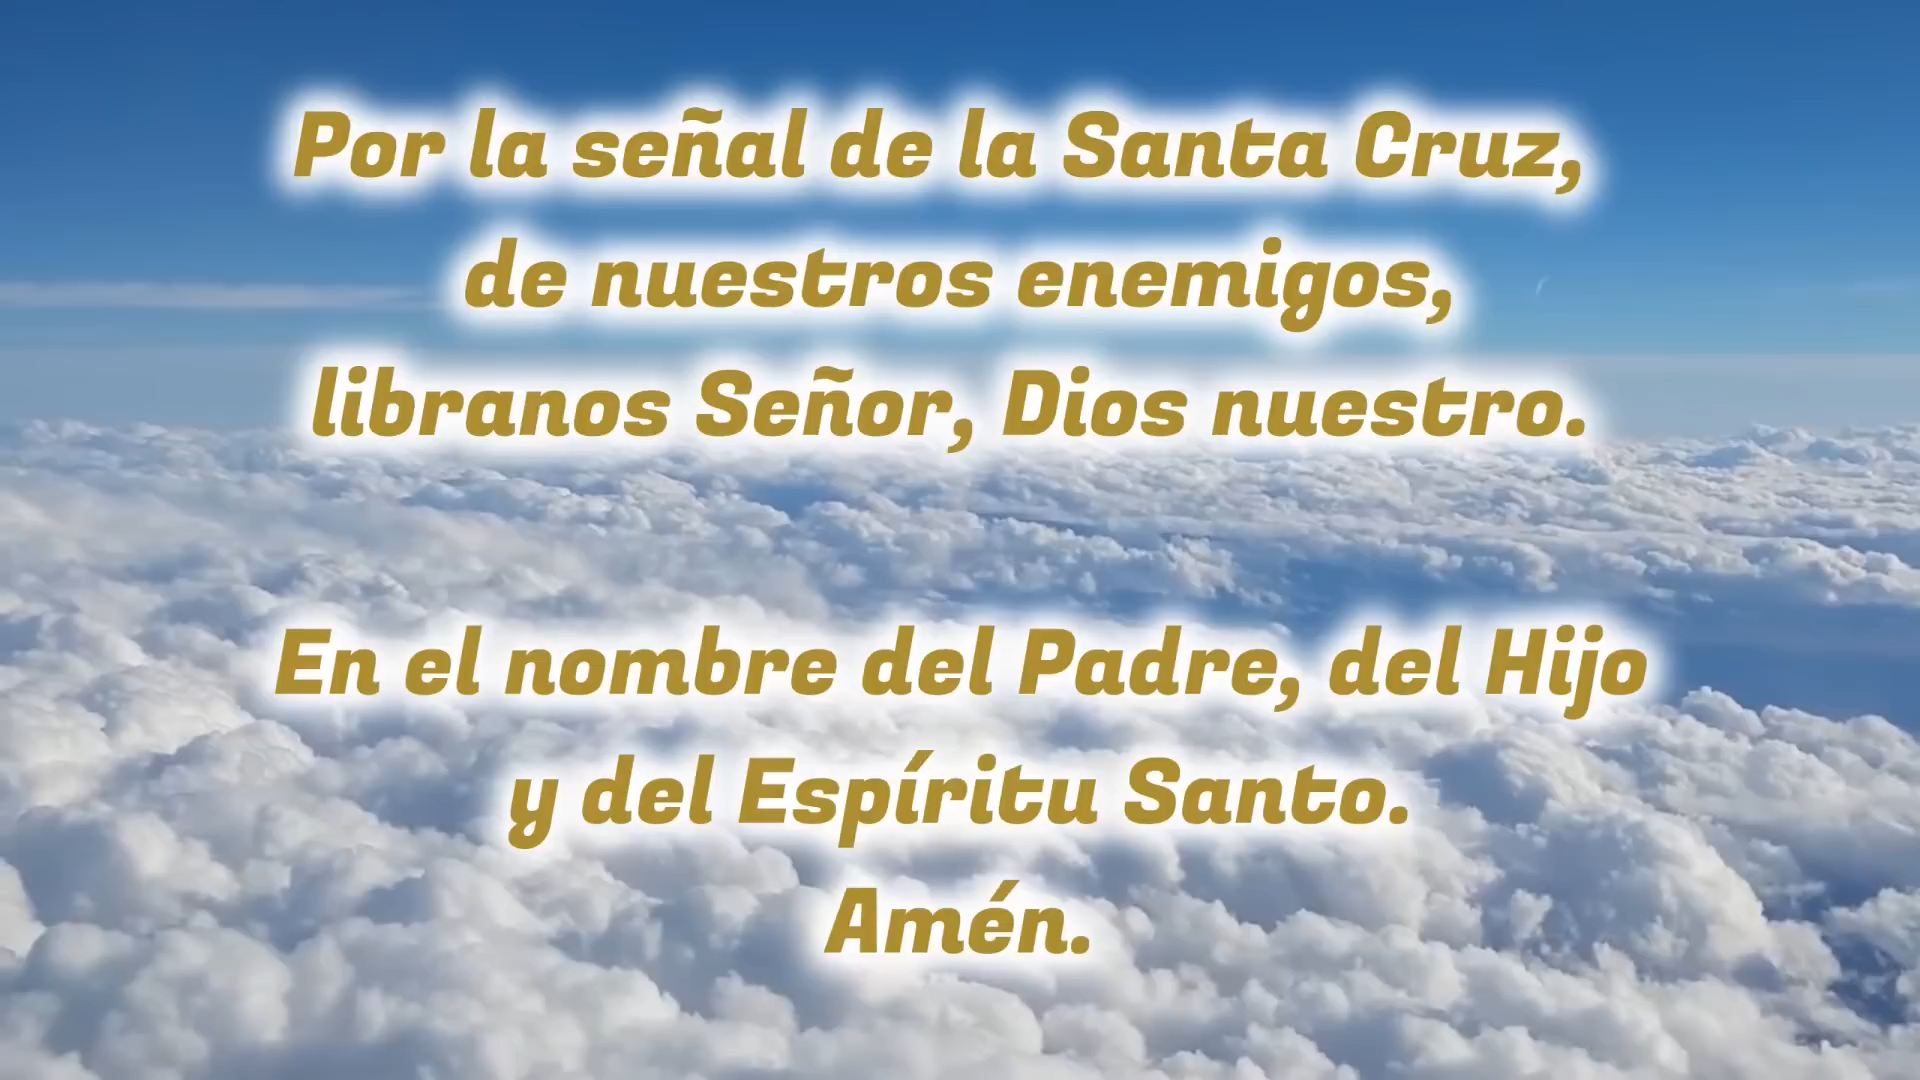 Por la señal de la Santa Cruz,
de nuestros enemigos,
libranos Señor, Dios nuestro.
En el nombre del Padre, del Hijo
y del Espíritu Santo.
Amén.